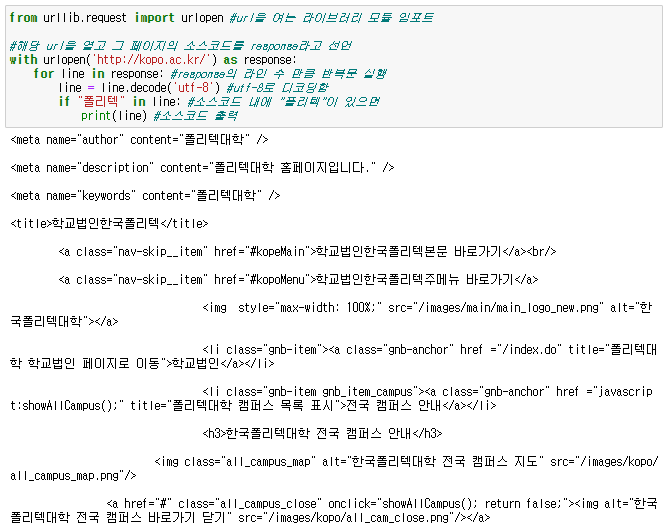 from urllib.request import urlopen #url을 여는 라이브러리 모듈 임포트
#해당 url을 열고 그 페이지의 소스코드를 response라고 선언
with urlopen('http://kopo.ac.kr/') as response:
for line in response: #response의 라인 수 만큼 반복문 실행
line = line.decode('utf-8') #utf-8로 디코딩함
if "폴리텍" in line: #소스코드 내에 "폴리텍"이 있으면
print(line) #소스코드 출력
<meta name="author" content="폴리텍대학" />
<meta name="description" content="폴리텍대학 홈페이지입니다." />
<meta name="keywords" content="폴리텍대학" />
<title>학교법인한국폴리텍</title>
<a class="nav-skip__item" href="#kopeMain">학교법인한국폴리텍본문 바로가기</a><br/>
<a class="nav-skip__item" href="#kopoMenu">학교법인한국폴리텍주메뉴 바로가기</a>
<img  style="max-width: 100%;" src="/images/main/main_logo_new.png" alt="한
국폴리텍대학"></a>
<li class="gnb-item"><a class="gnb-anchor" href ="/index.do" title="폴리텍대
학 학교법인 페이지로 이동">학교법인</a></li>
<li class="gnb-item gnb_item_campus"><a class="gnb-anchor" href ="javascrip
t:showAllCampus();" title="폴리텍대학 캠퍼스 목록 표시">전국 캠퍼스 안내</a></li>
<h3>한국폴리텍대학 전국 캠퍼스 안내</h3>
<img class="all_campus_map" alt="한국폴리텍대학 전국 캠퍼스 지도" src="/images/kopo/
all_campus_map.png"/>
<a href="#" class="all_campus_close" onclick="showAllCampus(); return false;"><img alt="한국
폴리텍대학 전국 캠퍼스 바로가기 닫기" src="/images/kopo/all_cam_close.png"/></a>